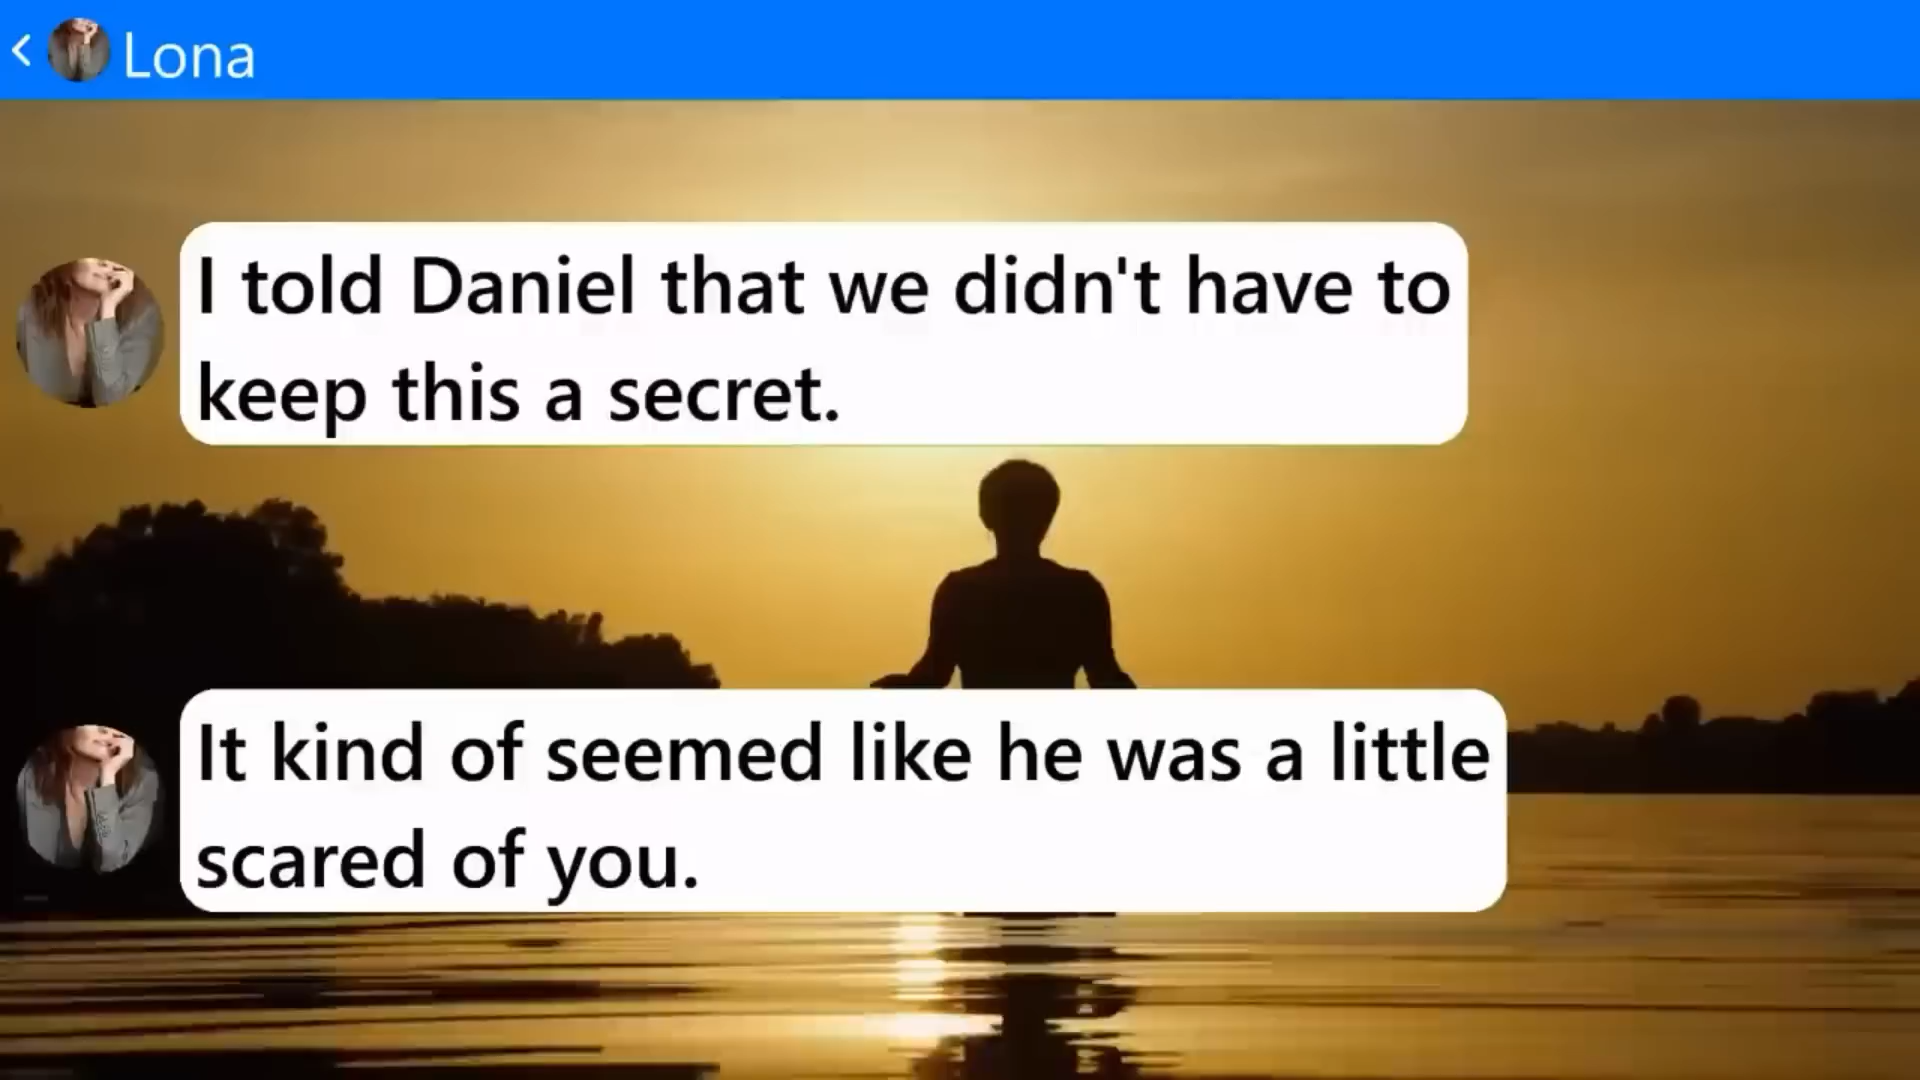 Lona
I told Daniel that we didn't have to
keep this a secret.
It kind of seemed like he was a little
scared of you.